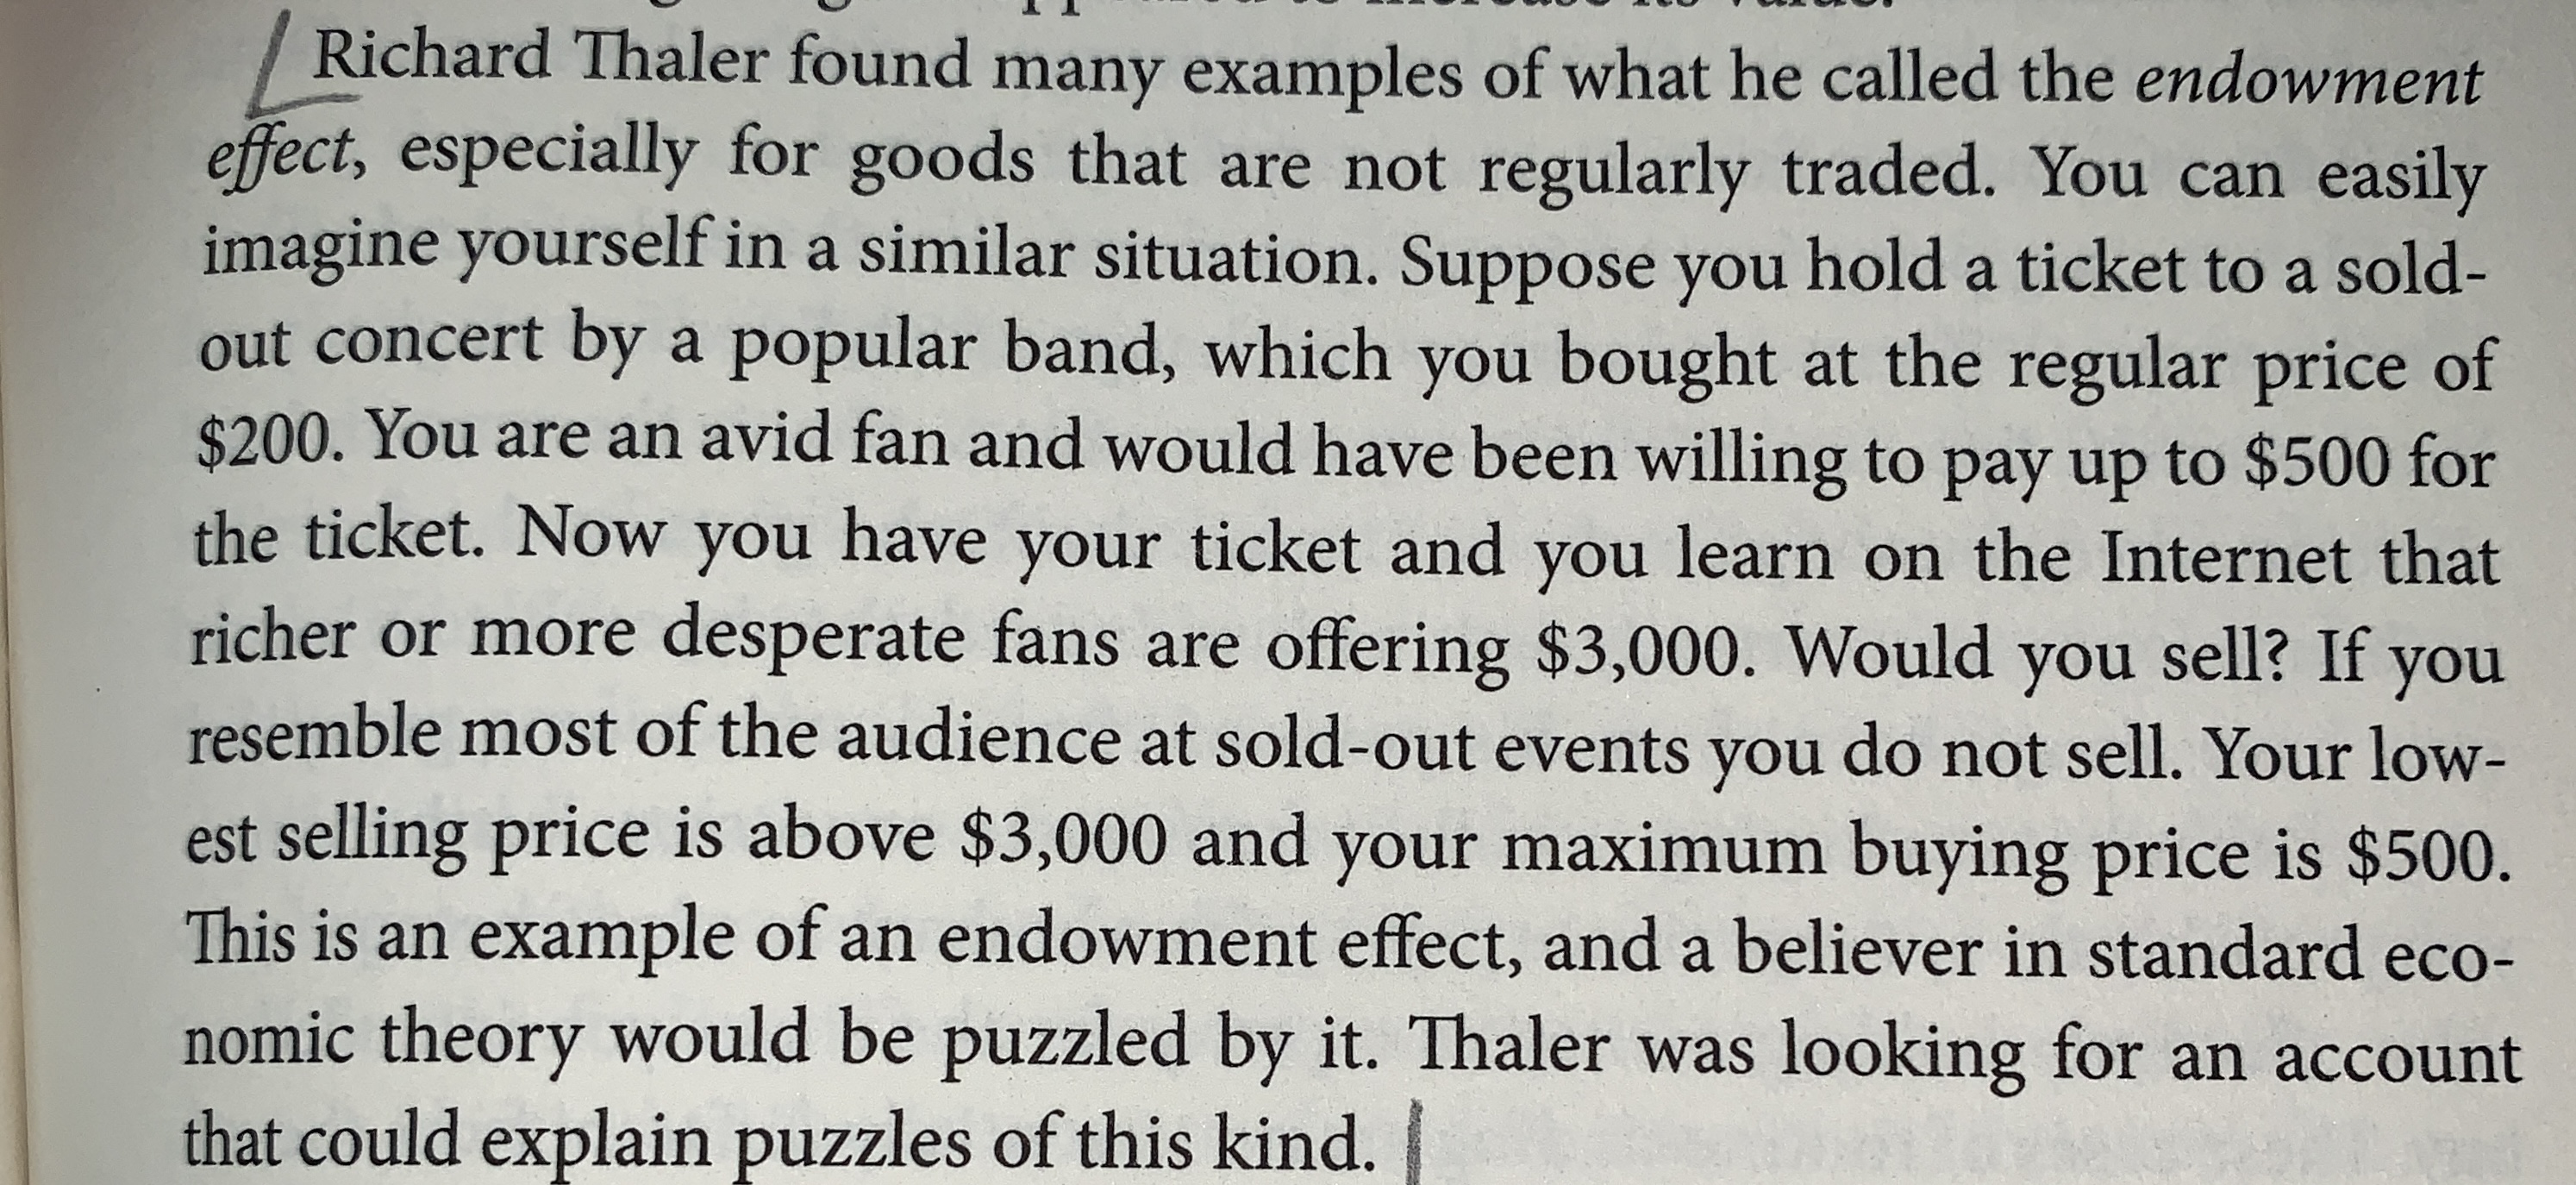 increase its value.
Richard Thaler found many examples of what he called the endowment
effect, especially for goods that are not regularly traded. You can easily
imagine yourself in a similar situation. Suppose you hold a ticket to a sold-
out concert by a popular band, which you bought at the regular price of
$200. You are an avid fan and would have been willing to pay up to $500 for
the ticket. Now you have your ticket and you learn on the Internet that
richer or more desperate fans are offering $3,000. Would you sell? If you
resemble most of the audience at sold-out events you do not sell. Your low-
est selling price is above $3,000 and your maximum buying price is $500.
This is an example of an endowment effect, and a believer in standard eco-
nomic theory would be puzzled by it. Thaler was looking for an account
that could explain puzzles of this kind.